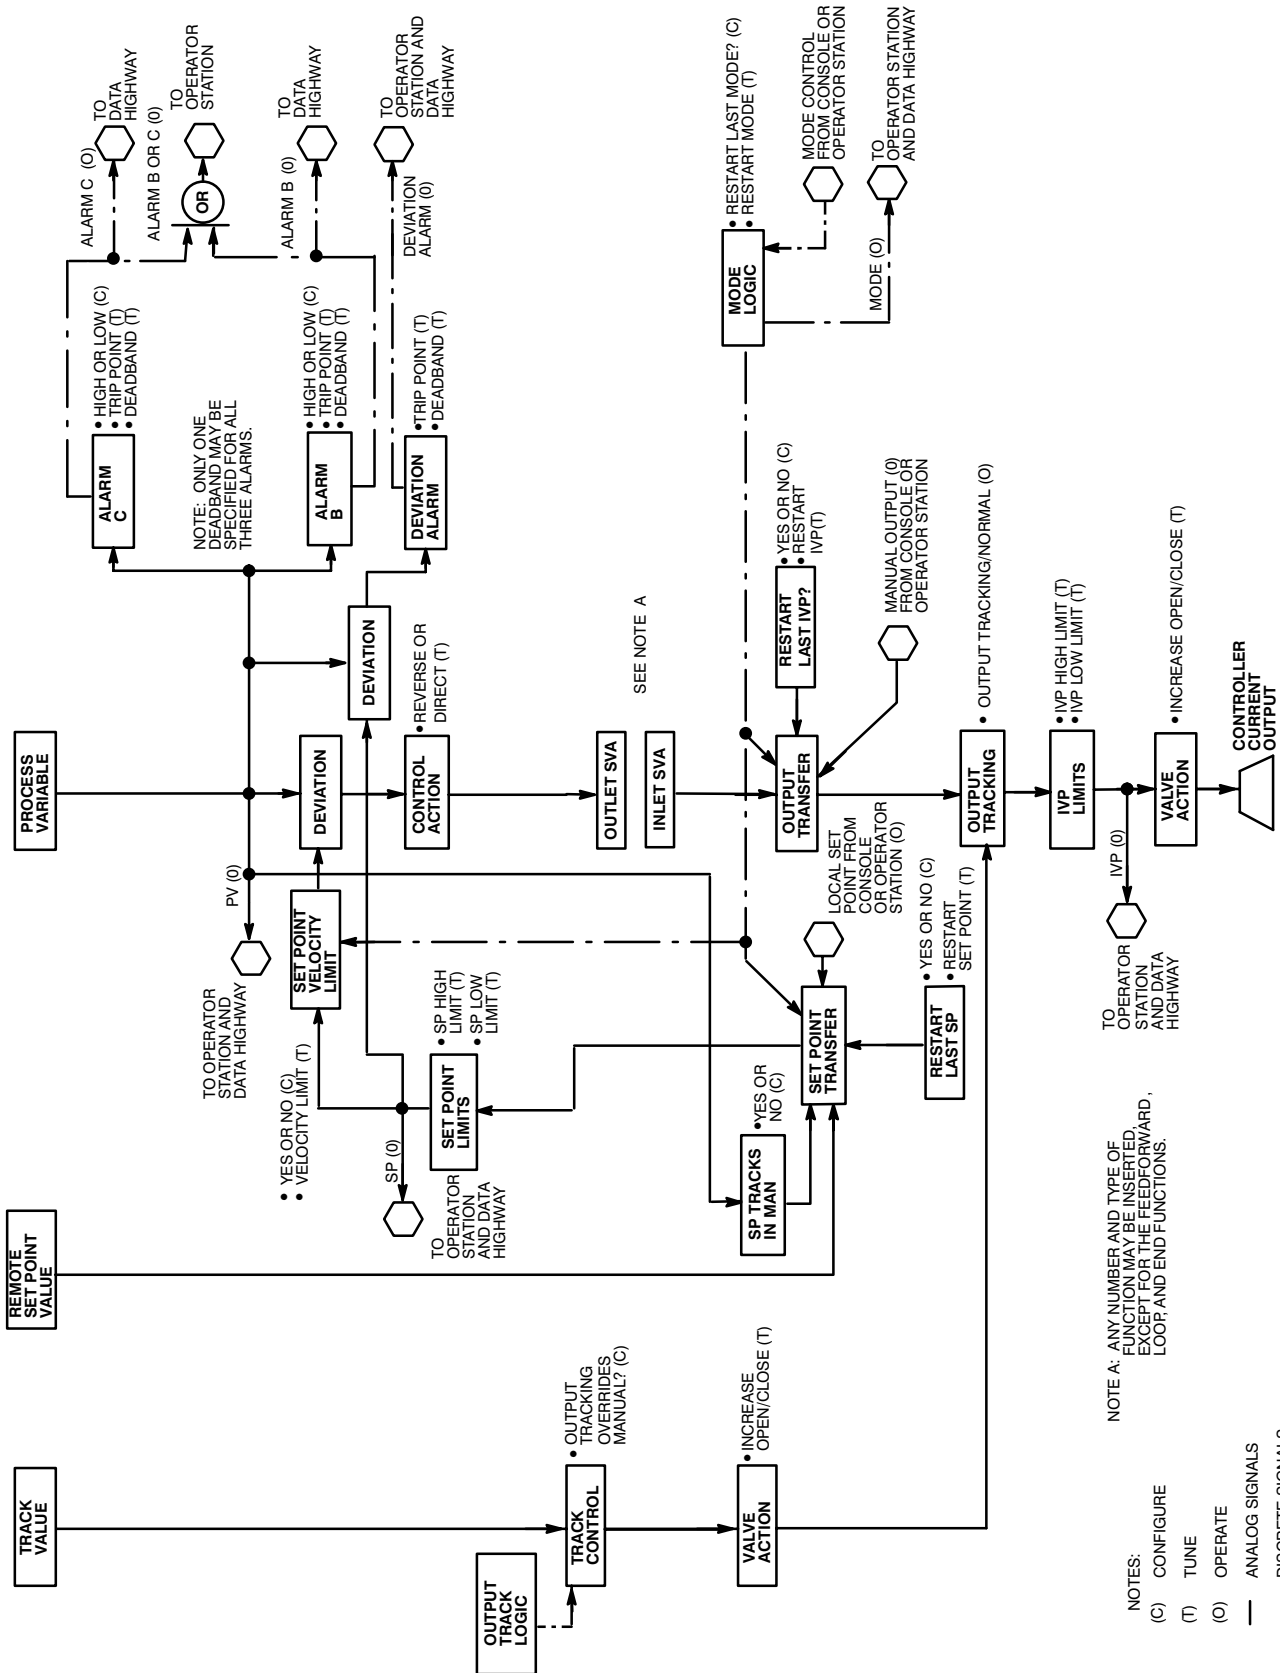 TRACK
VALUE
REMOTE
SET POINT
VALUE
PROCESS
VARIABLE
ALARM C (O)
TO
DATA
HIGHWAY
ALARM B OR C (0)
TO
OPERATOR
STATION
OR
ALARM B (0)
TO
DATA
HIGHWAY
DEVIATION
ALARM (0)
TO
OPERATOR
STATION AND
DATA
HIGHWAY
ALARM
C
• HIGH OR LOW (C)
• TRIP POINT (T)
• DEADBAND (T)
NOTE: ONLY ONE
DEADBAND MAY BE
SPECIFIED FOR ALL
THREE ALARMS.
ALARM
B
• HIGH OR LOW (C)
• TRIP POINT (T)
• DEADBAND (T)
DEVIATION
ALARM
• TRIP POINT (T)
• DEADBAND (T)
PV (0)
TO OPERATOR
STATION AND
DATA HIGHWAY
• YES OR NO (C)
• VELOCITY LIMIT (T)
SET POINT
VELOCITY
LIMIT
DEVIATION
DEVIATION
CONTROL
ACTION
• REVERSE OR
DIRECT (T)
SP (0)
TO
OPERATOR
STATION
AND DATA
HIGHWAY
SET POINT
LIMITS
• SP HIGH
LIMIT (T)
• SP LOW
LIMIT (T)
OUTLET SVA
INLET SVA
SEE NOTE A
MODE
LOGIC
• RESTART LAST MODE? (C)
• RESTART MODE (T)
MODE CONTROL
FROM CONSOLE OR
OPERATOR STATION
MODE (O)
TO
OPERATOR STATION
AND DATA HIGHWAY
OUTPUT
TRACK
LOGIC
TRACK
CONTROL
• OUTPUT
TRACKING
OVERRIDES
MANUAL? (C)
VALVE
ACTION
• INCREASE
OPEN/CLOSE (T)
SP TRACKS
IN MAN
• YES OR
NO (C)
SET POINT
TRANSFER
LOCAL SET
POINT FROM
CONSOLE
OR OPERATOR
STATION (O)
RESTART
LAST SP
• YES OR NO (C)
• RESTART
SET POINT (T)
OUTPUT
TRANSFER
RESTART
LAST IVP?
• YES OR NO (C)
• RESTART
IVP(T)
MANUAL OUTPUT (0)
FROM CONSOLE OR
OPERATOR STATION
OUTPUT
TRACKING
• OUTPUT TRACKING/NORMAL (O)
IVP
LIMITS
• IVP HIGH LIMIT (T)
• IVP LOW LIMIT (T)
IVP (0)
TO
OPERATOR
STATION
AND DATA
HIGHWAY
VALVE
ACTION
• INCREASE OPEN/CLOSE (T)
CONTROLLER
CURRENT
OUTPUT
NOTE A: ANY NUMBER AND TYPE OF
FUNCTION MAY BE INSERTED,
EXCEPT FOR THE FEEDFORWARD,
LOOP, AND END FUNCTIONS.
NOTES:
(C) CONFIGURE
(T) TUNE
(O) OPERATE
ANALOG SIGNALS